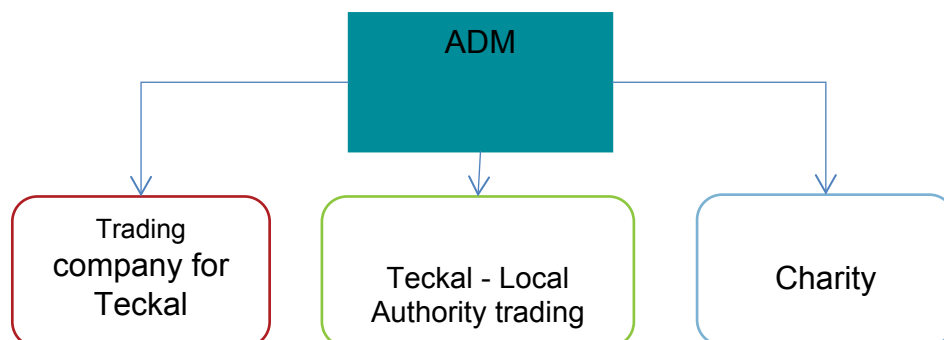 ADM
Trading
company for
Teckal
Teckal - Local
Authority trading
Charity